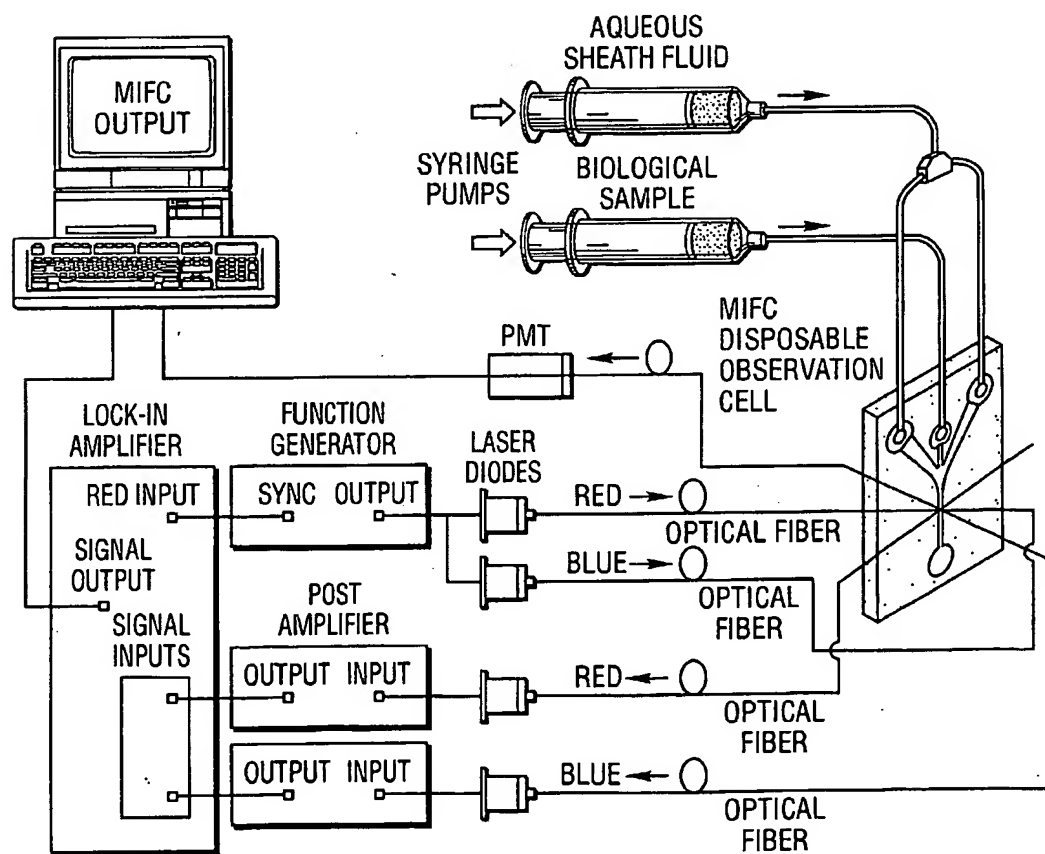 AQUEOUS
SHEATH FLUID
MIFC
OUTPUT
SYRINGE
PUMPS
BIOLOGICAL
SAMPLE
MIFC
DISPOSABLE
OBSERVATION
CELL
PMT
LOCK-IN
AMPLIFIER
FUNCTION
GENERATOR
LASER
DIODES
RED INPUT
SYNC OUTPUT
RED
OPTICAL FIBER
SIGNAL
OUTPUT
BLUE
OPTICAL
FIBER
SIGNAL
INPUTS
POST
AMPLIFIER
OUTPUT INPUT
RED
OPTICAL
FIBER
OUTPUT INPUT
BLUE
OPTICAL
FIBER